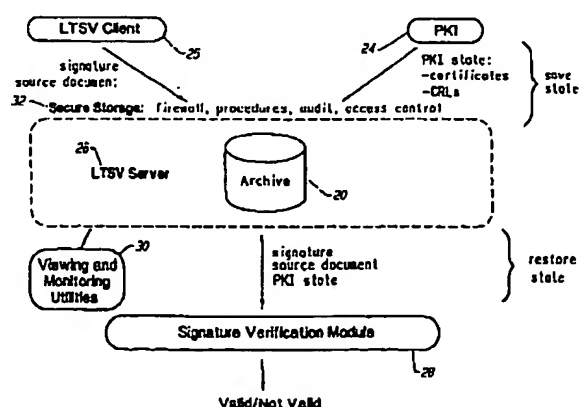 LTSV Client
25
PKI
24
signature
source document;
PKI state:
-certificates
-CRLs
save
state
32
Secure Storage: firewall, procedures, audit, access control
26
LTSV Server
Archive
20
30
Viewing and
Monitoring
Utilities
signature
source document
PKI state
restore
state
Signature Verification Module
28
Valid/Not Valid